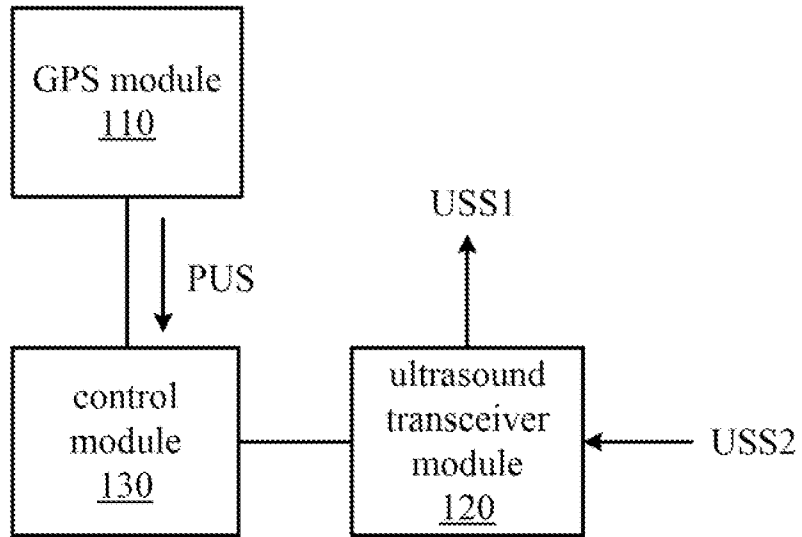 GPS module
110
USS1
PUS
control
module
130
ultrasound
transceiver
module
120
USS2